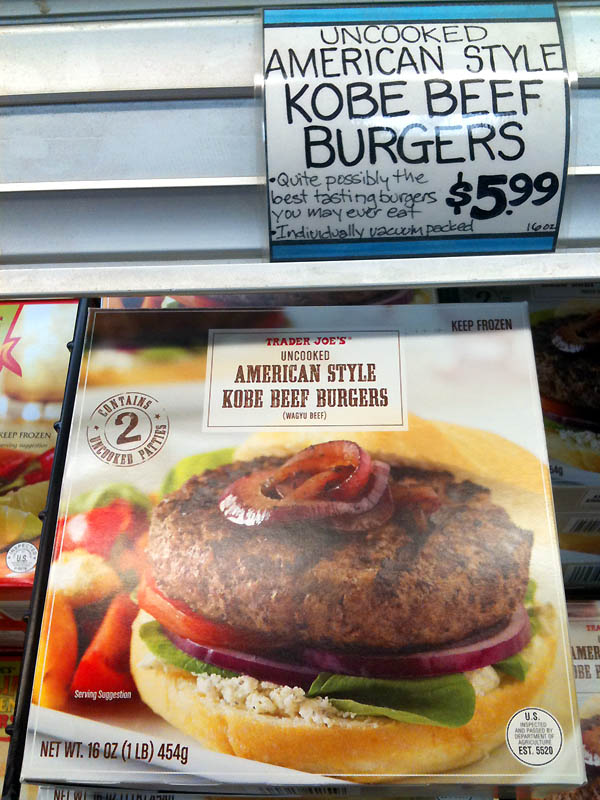 UNCOOKED
AMERICAN STYLE
KOBE BEEF
BURGERS
•Quite possibly the
best tasting burgers
you may ever eat
•Individually vacuum packed
$5.99
16oz
KEEP FROZEN
TRADER JOE'S®
UNCOOKED
AMERICAN STYLE
KOBE BEEF BURGERS
(WAGYU BEEF)
CONTAINS
2
UNCOOKED PATTIES
Serving Suggestion
NET WT. 16 OZ (1 LB) 454g
U.S.
INSPECTED
AND PASSED BY
DEPARTMENT OF
AGRICULTURE
EST. 5520
KEEP FROZEN
U.S.